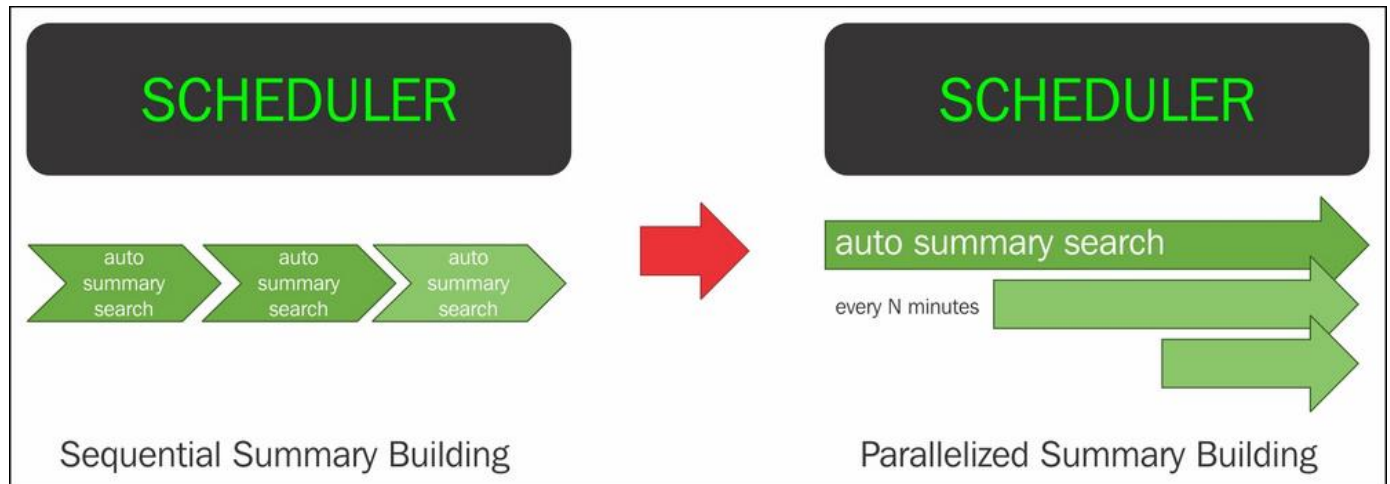 SCHEDULER
auto
summary
search
auto
summary
search
auto
summary
search
Sequential Summary Building
SCHEDULER
auto summary search
every N minutes
Parallelized Summary Building